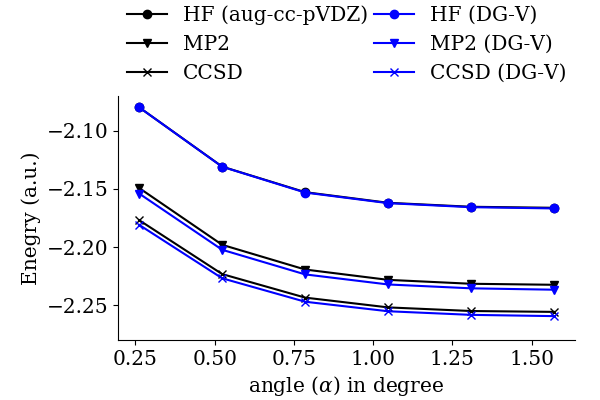 HF (aug-cc-pVDZ) HF (DG-V)
MP2 MP2 (DG-V)
CCSD CCSD (DG-V)
−2.10
−2.15
−2.20
−2.25
Enegry (a.u.)
0.25 0.50 0.75 1.00 1.25 1.50
angle (α) in degree